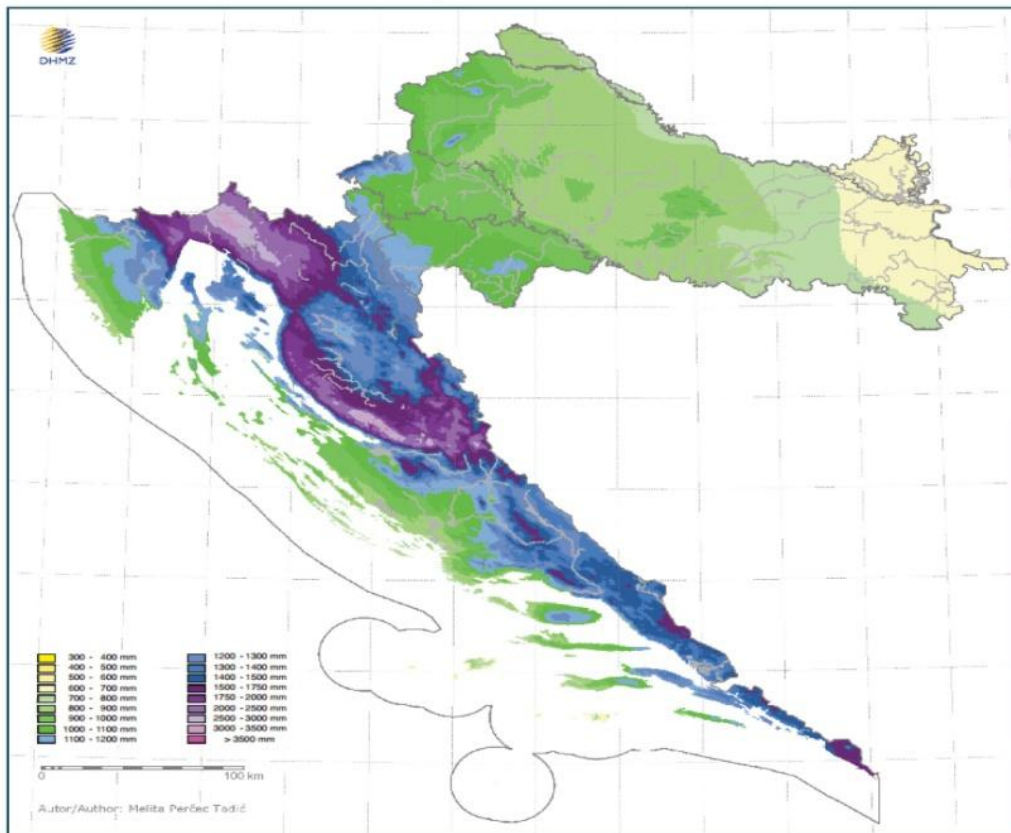 DHMZ
300 - 400 mm
400 - 500 mm
500 - 600 mm
600 - 700 mm
700 - 800 mm
800 - 900 mm
900 - 1000 mm
1000 - 1100 mm
1100 - 1200 mm
1200 - 1300 mm
1300 - 1400 mm
1400 - 1500 mm
1500 - 1750 mm
1750 - 2000 mm
2000 - 2500 mm
2500 - 3000 mm
3000 - 3500 mm
> 3500 mm
0 100 km
Autor/Author: Melita Perčec Tadić